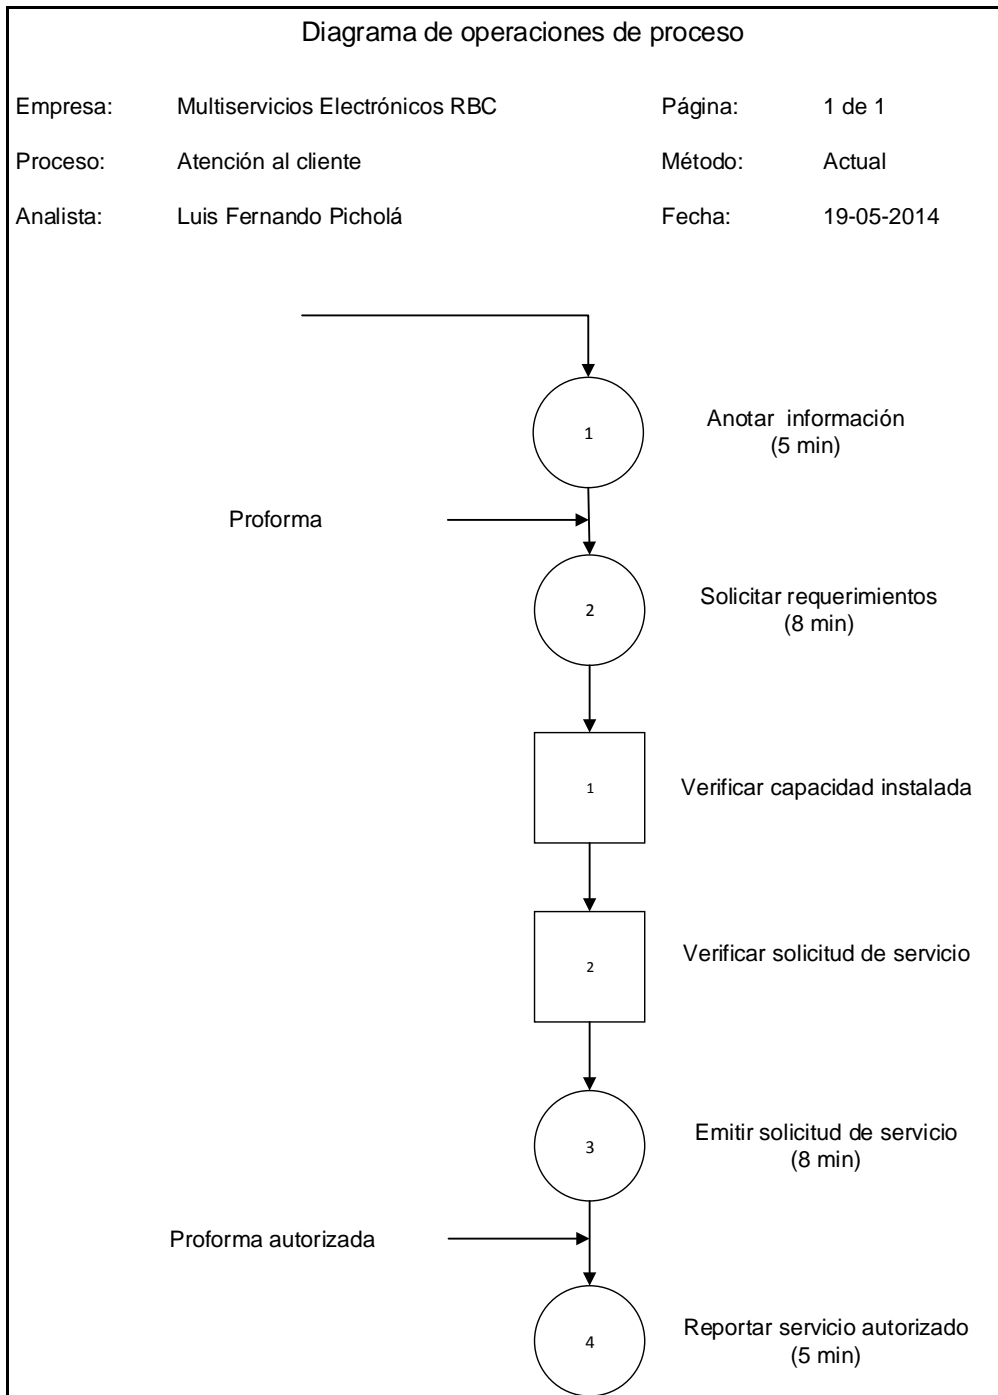 Diagrama de operaciones de proceso
Empresa: Multiservicios Electrónicos RBC Página: 1 de 1
Proceso: Atención al cliente Método: Actual
Analista: Luis Fernando Picholá Fecha: 19-05-2014
1 Anotar información
(5 min)
Proforma
2 Solicitar requerimientos
(8 min)
1 Verificar capacidad instalada
2 Verificar solicitud de servicio
3 Emitir solicitud de servicio
(8 min)
Proforma autorizada
4 Reportar servicio autorizado
(5 min)